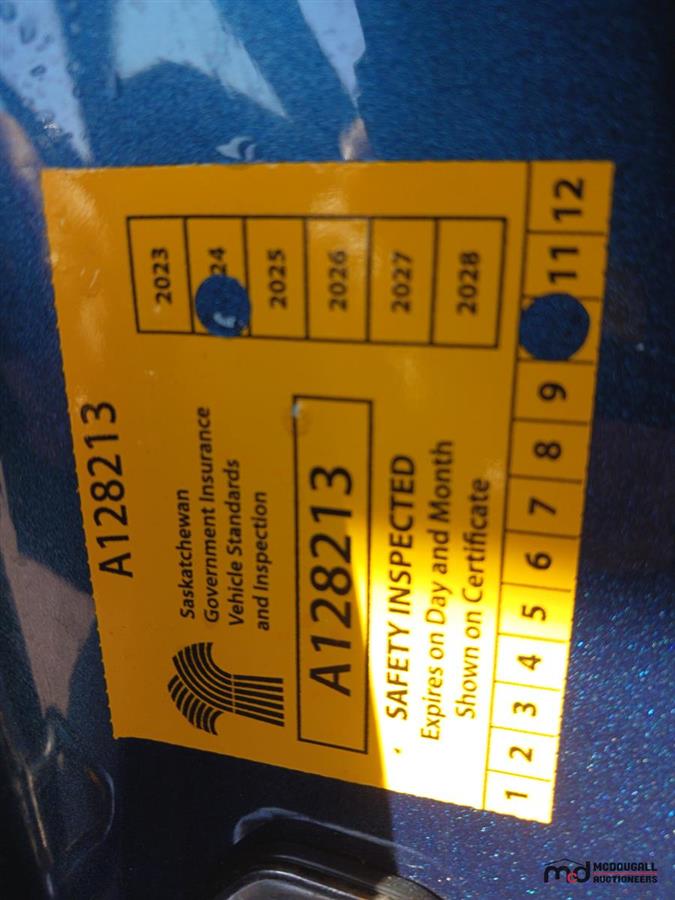 A128213
Saskatchewan
Government Insurance
Vehicle Standards
and Inspection
A128213
SAFETY INSPECTED
Expires on Day and Month
Shown on Certificate
2023
24
2025
2026
2027
2028
1 2 3 4 5 6 7 8 9 11 12
MCDOUGALL
AUCTIONEERS